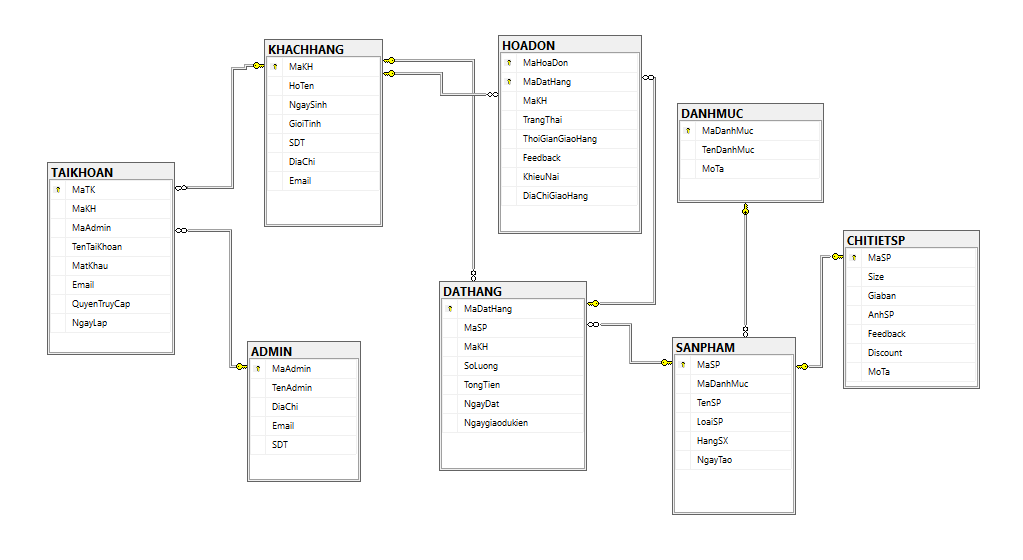 KHACHHANG
MaKH
HoTen
NgaySinh
GioiTinh
SDT
DiaChi
Email
HOADON
MaHoaDon
MaDatHang
MaKH
TrangThai
ThoiGianGiaoHang
Feedback
KhieuNai
DiaChiGiaoHang
DANHMUC
MaDanhMuc
TenDanhMuc
MoTa
TAIKHOAN
MaTK
MaKH
MaAdmin
TenTaiKhoan
MatKhau
Email
QuyenTruyCap
NgayLap
CHITIETSP
MaSP
Size
Giaban
AnhSP
Feedback
Discount
MoTa
DATHANG
MaDatHang
MaSP
MaKH
SoLuong
TongTien
NgayDat
Ngaygiaodukien
SANPHAM
MaSP
MaDanhMuc
TenSP
LoaiSP
HangSX
NgayTao
ADMIN
MaAdmin
TenAdmin
DiaChi
Email
SDT